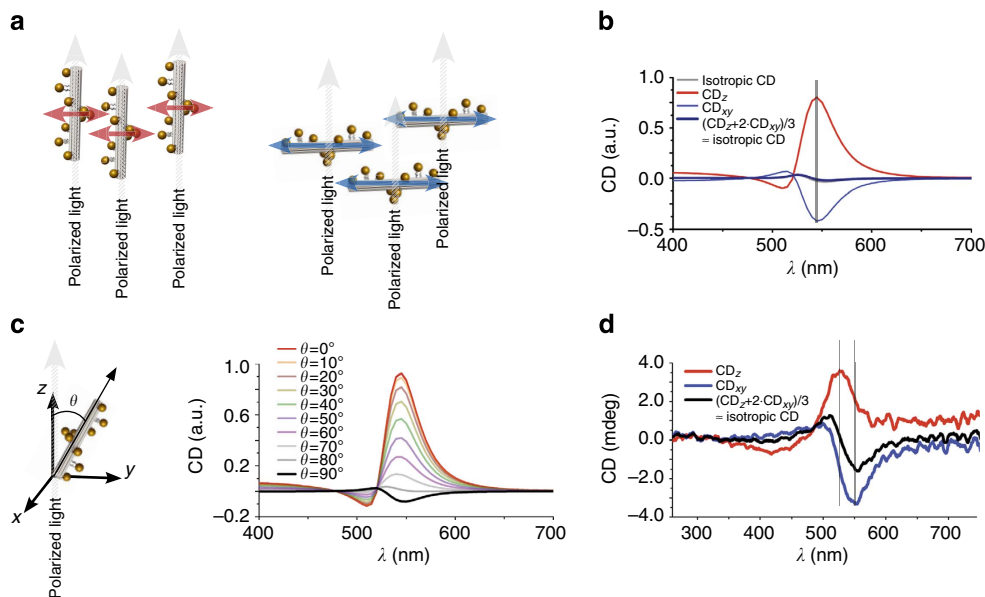 a
Polarized light
Polarized light
Polarized light
Polarized light
Polarized light
Polarized light
b
Isotropic CD
CDz
CDxy
(CDz+2·CDxy)/3
= isotropic CD
CD (a.u.)
1.0
0.5
0.0
−0.5
400
500
600
700
λ (nm)
c
z
θ
y
x
Polarized light
θ=0°
θ=10°
θ=20°
θ=30°
θ=40°
θ=50°
θ=60°
θ=70°
θ=80°
θ=90°
CD (a.u.)
1.0
0.6
0.2
−0.2
400
500
600
700
λ (nm)
d
CDz
CDxy
(CDz+2·CDxy)/3
= isotropic CD
CD (mdeg)
4.0
2.0
0.0
−2.0
−4.0
300
400
500
600
700
λ (nm)